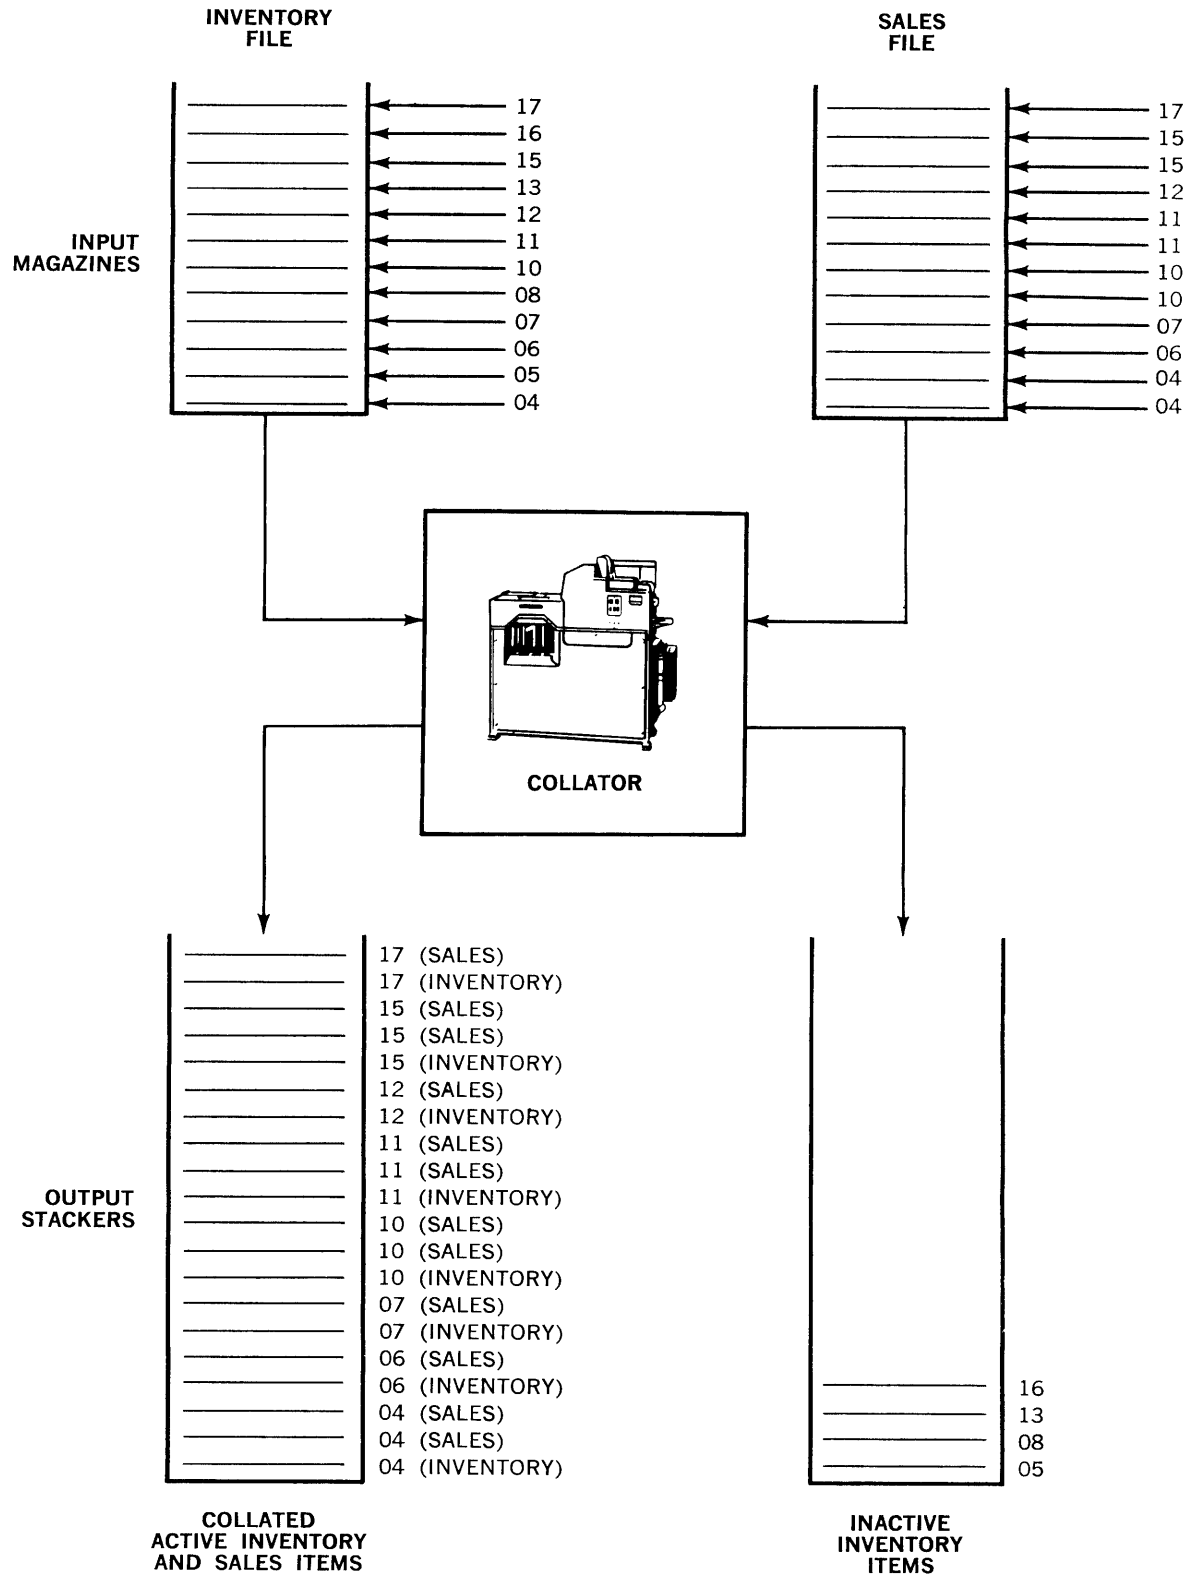 INVENTORY
FILE
SALES
FILE
INPUT
MAGAZINES
17
16
15
13
12
11
10
08
07
06
05
04
17
15
15
12
11
11
10
10
07
06
04
04
COLLATOR
OUTPUT
STACKERS
17 (SALES)
17 (INVENTORY)
15 (SALES)
15 (SALES)
15 (INVENTORY)
12 (SALES)
12 (INVENTORY)
11 (SALES)
11 (SALES)
11 (INVENTORY)
10 (SALES)
10 (SALES)
10 (INVENTORY)
07 (SALES)
07 (INVENTORY)
06 (SALES)
06 (INVENTORY)
04 (SALES)
04 (SALES)
04 (INVENTORY)
16
13
08
05
COLLATED
ACTIVE INVENTORY
AND SALES ITEMS
INACTIVE
INVENTORY
ITEMS